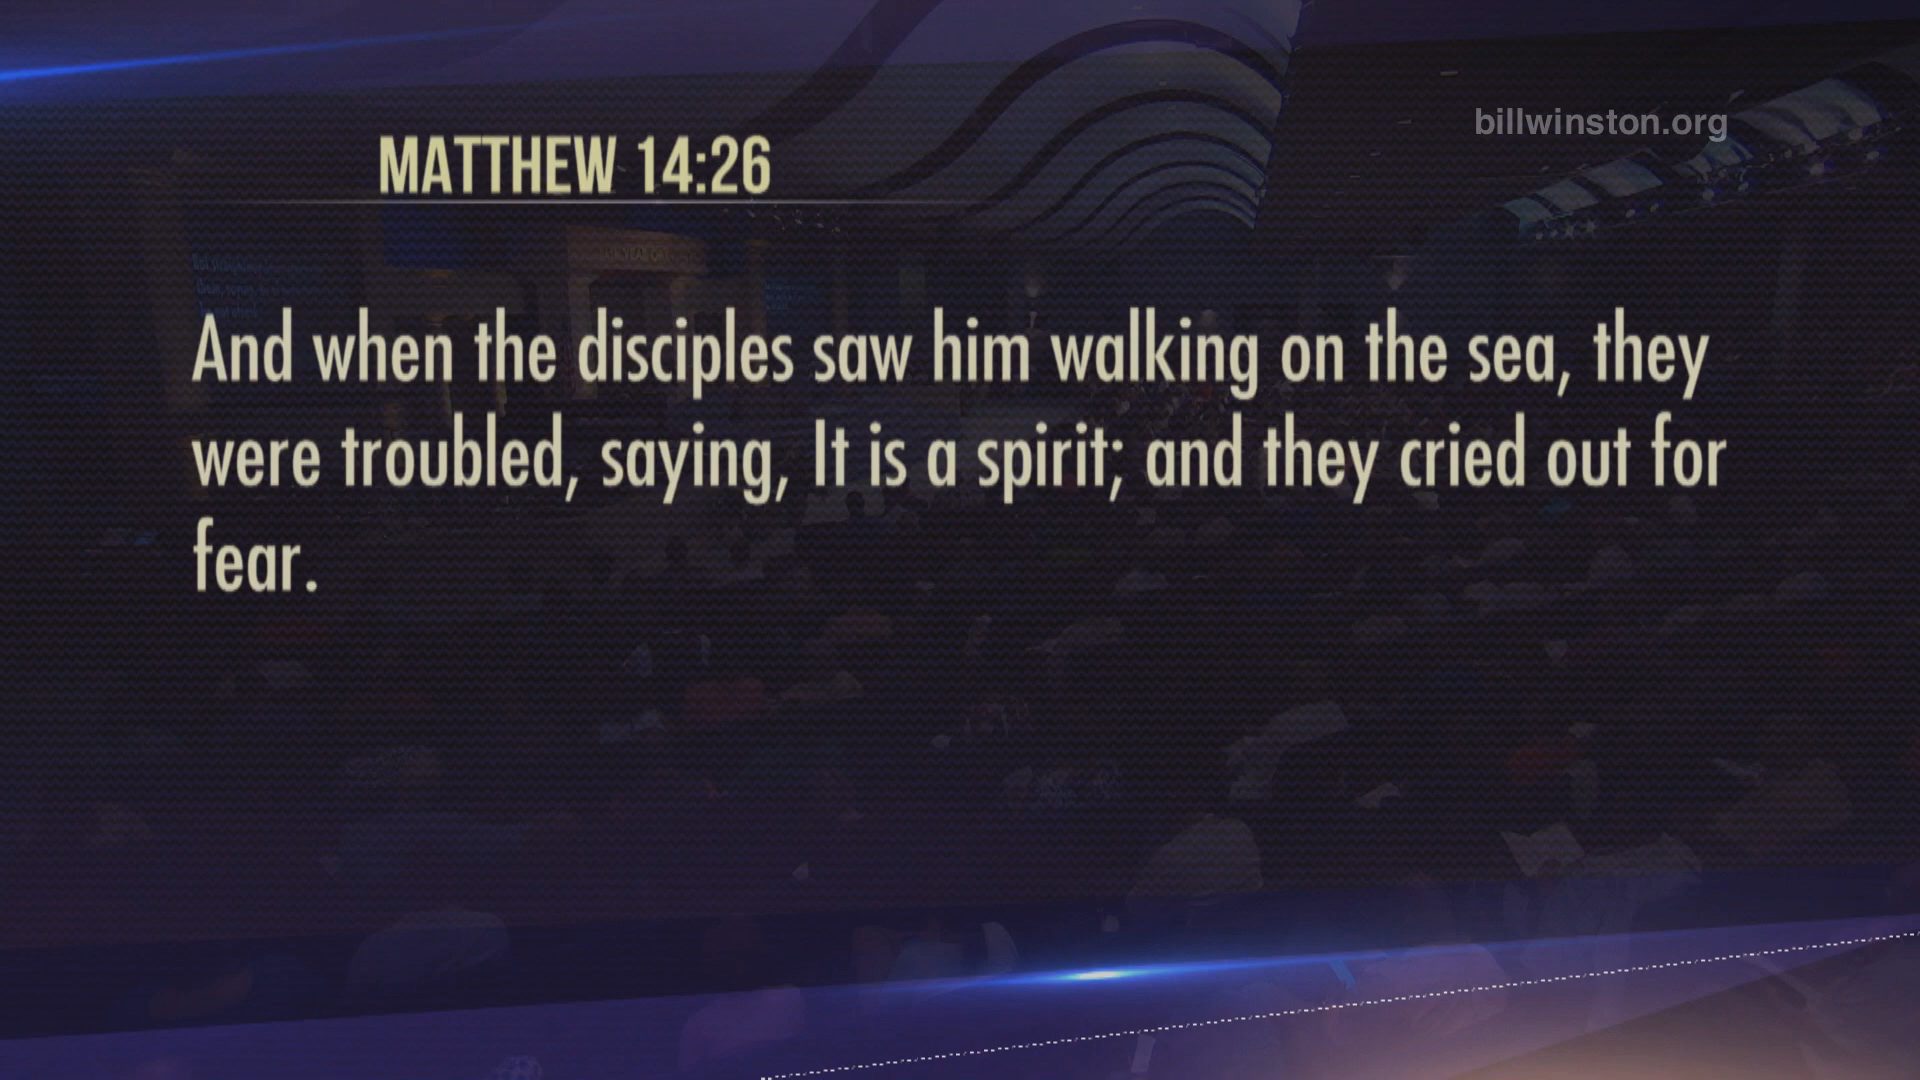 billwinston.org
MATTHEW 14:26
And when the disciples saw him walking on the sea, they
were troubled, saying, It is a spirit; and they cried out for
fear.